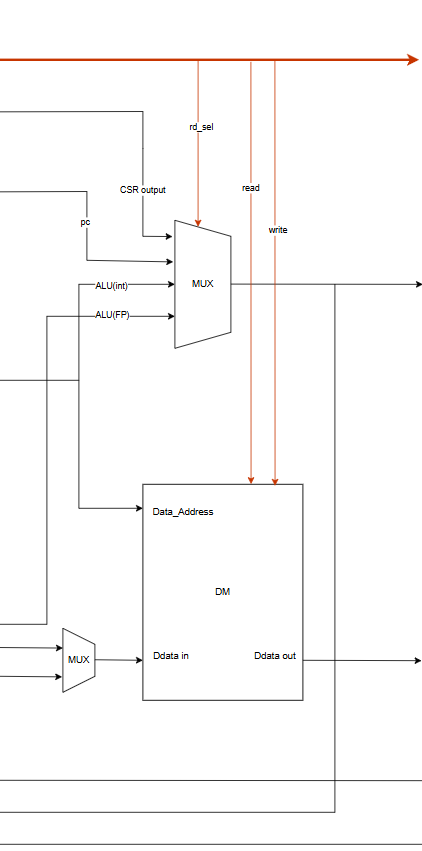 rd_sel
CSR output
read
pc
write
MUX
ALU(int)
ALU(FP)
Data_Address
DM
Ddata in
Ddata out
MUX